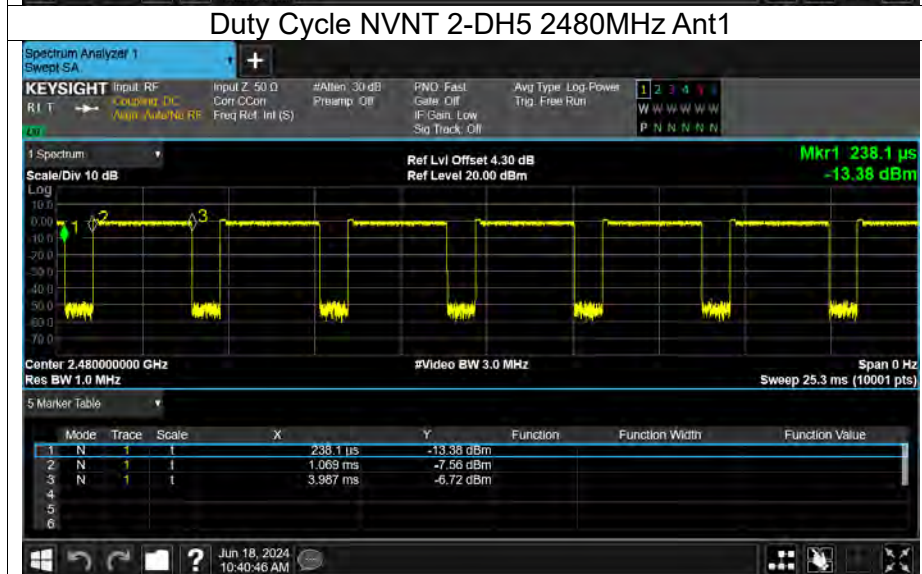 Duty Cycle NVNT 2-DH5 2480MHz Ant1
Spectrum Analyzer 1
Swept SA
+
KEYSIGHT Input: RF Input Z: 50 Ω #Atten: 30 dB PNO: Fast Avg Type: Log-Power 1 2 3 4 5 6
R L T Coupling: DC Corr CCorr Preamp: Off Gate: Off Trig: Free Run W W W W W W
Align: Auto/No RF Freq Ref: Int (S) IF Gain: Low
Sig Track: Off P N N N N N
1 Spectrum
Ref Lvl Offset 4.30 dB Mkr1 238.1 µs
Scale/Div 10 dB Ref Level 20.00 dBm -13.38 dBm
Log
10.0
0.00
-10.0
-20.0
-30.0
-40.0
-50.0
-60.0
-70.0
1 2 3
Center 2.480000000 GHz #Video BW 3.0 MHz Span 0 Hz
Res BW 1.0 MHz Sweep 25.3 ms (10001 pts)
5 Marker Table
Mode Trace Scale X Y Function Function Width Function Value
1 N 1 t 238.1 µs -13.38 dBm
2 N 1 t 1.069 ms -7.56 dBm
3 N 1 t 3.987 ms -6.72 dBm
4
5
6
? Jun 18, 2024
10:40:46 AM